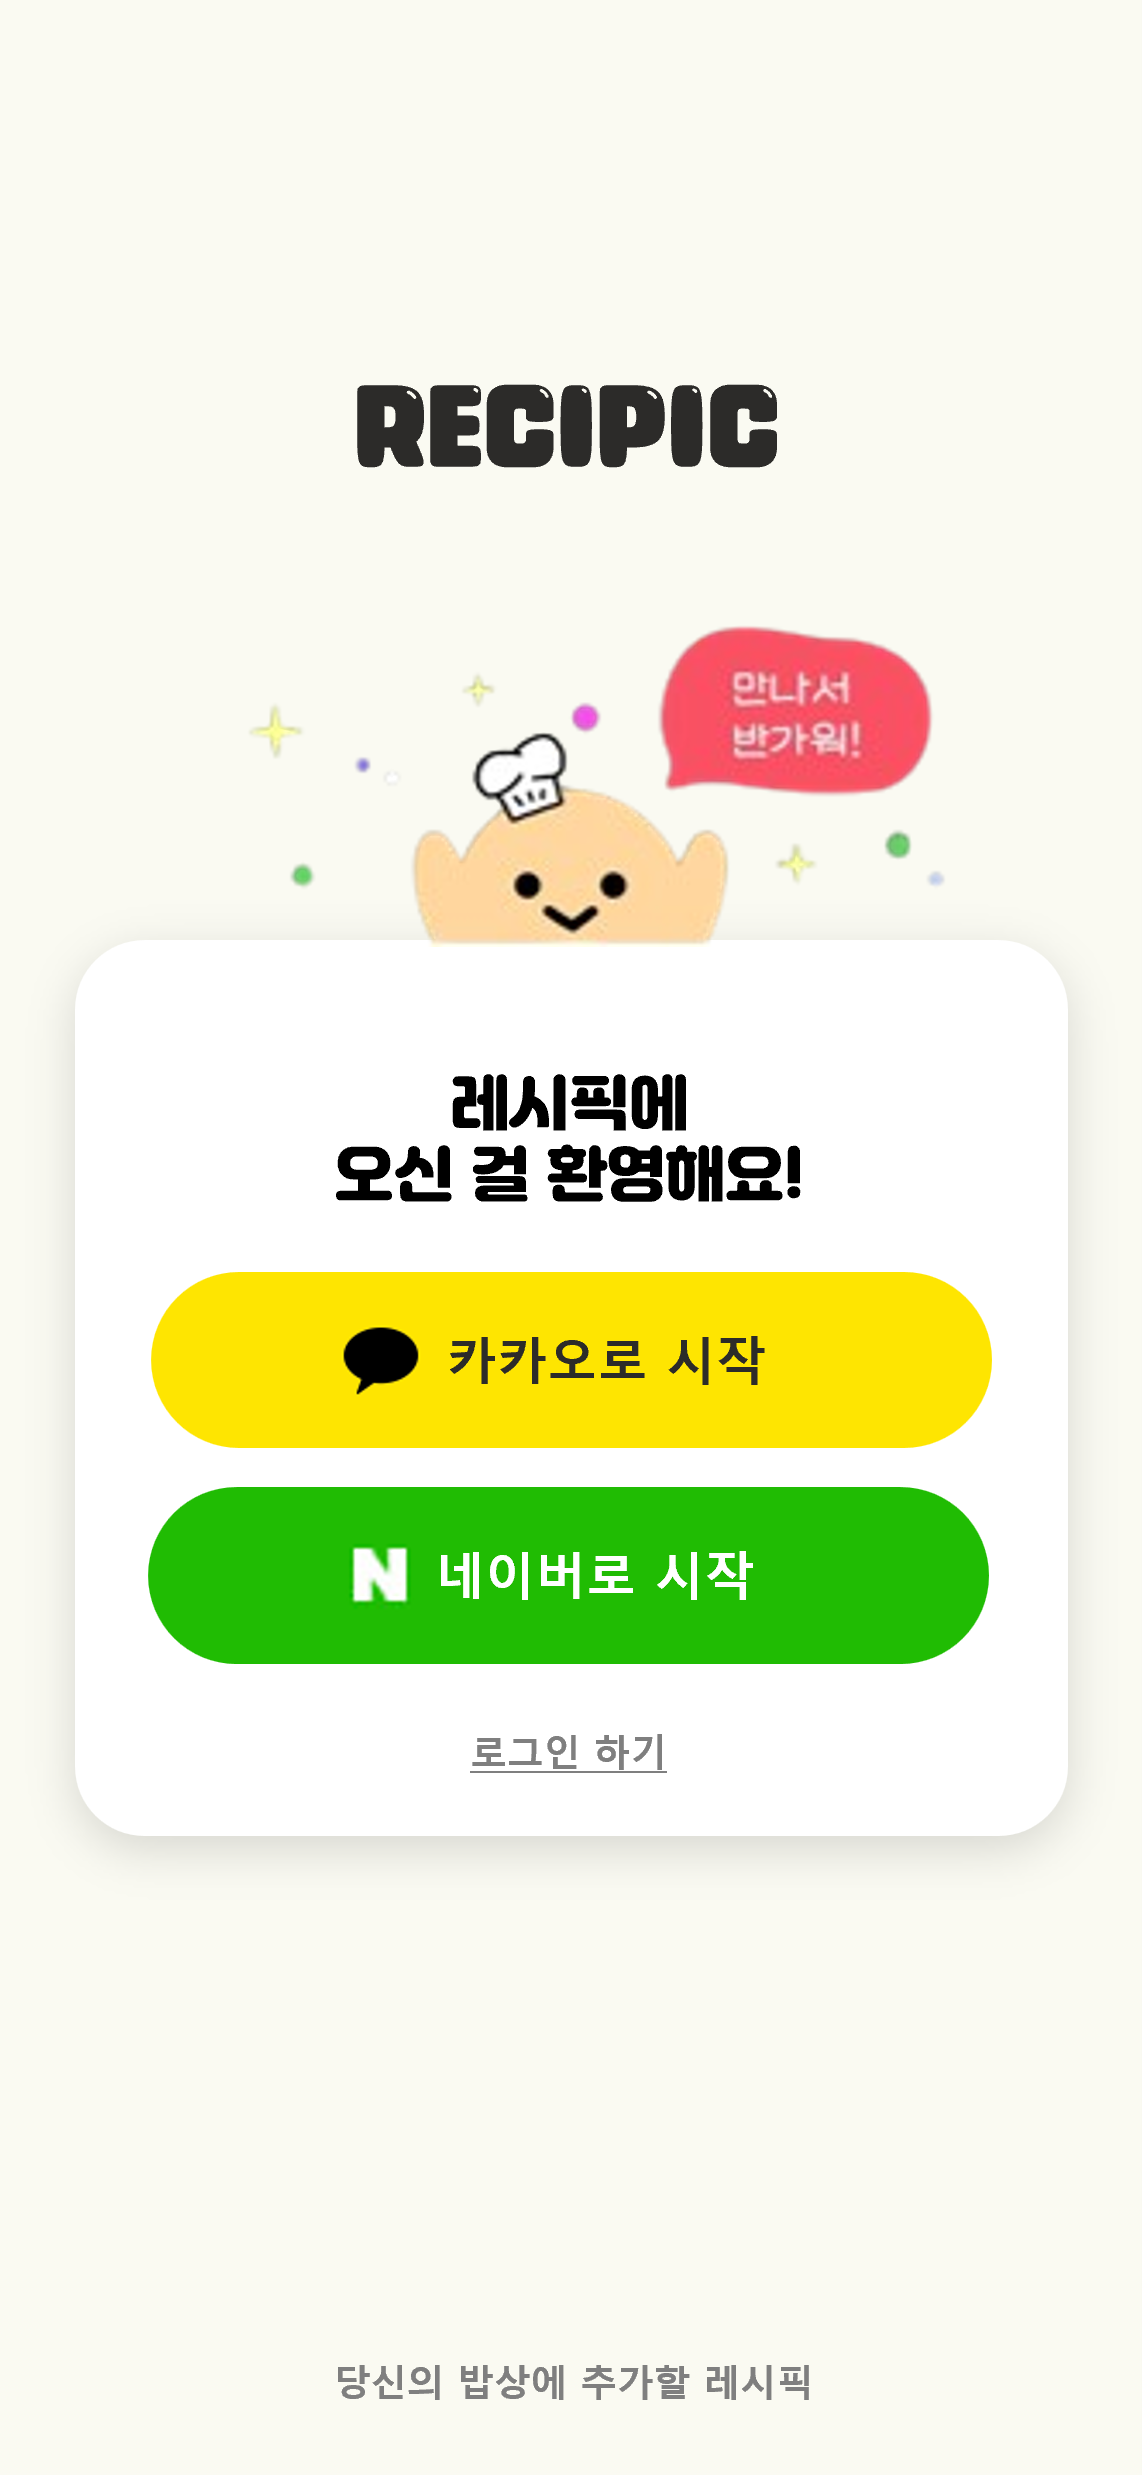 RECIPIC
만나서
반가웤!
레시픽에
오신 걸 환영해요!
카카오로 시작
N 네이버로 시작
로그인 하기
당신의 밥상에 추가할 레시픽